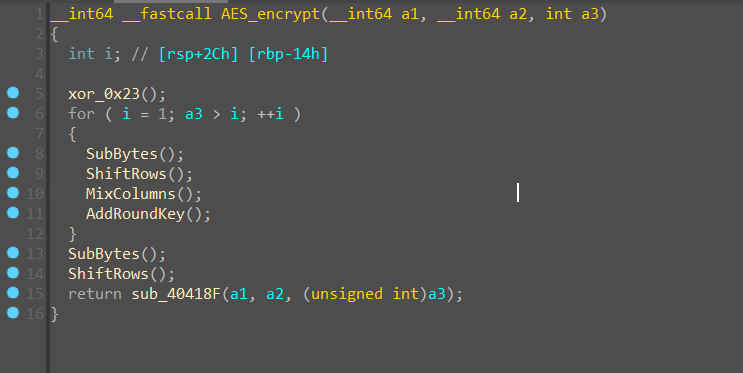 1 __int64 __fastcall AES_encrypt(__int64 a1, __int64 a2, int a3)
2 {
3   int i; // [rsp+2Ch] [rbp-14h]
4
5   xor_0x23();
6   for ( i = 1; a3 > i; ++i )
7   {
8     SubBytes();
9     ShiftRows();
10     MixColumns();
11     AddRoundKey();
12   }
13   SubBytes();
14   ShiftRows();
15   return sub_40418F(a1, a2, (unsigned int)a3);
16 }